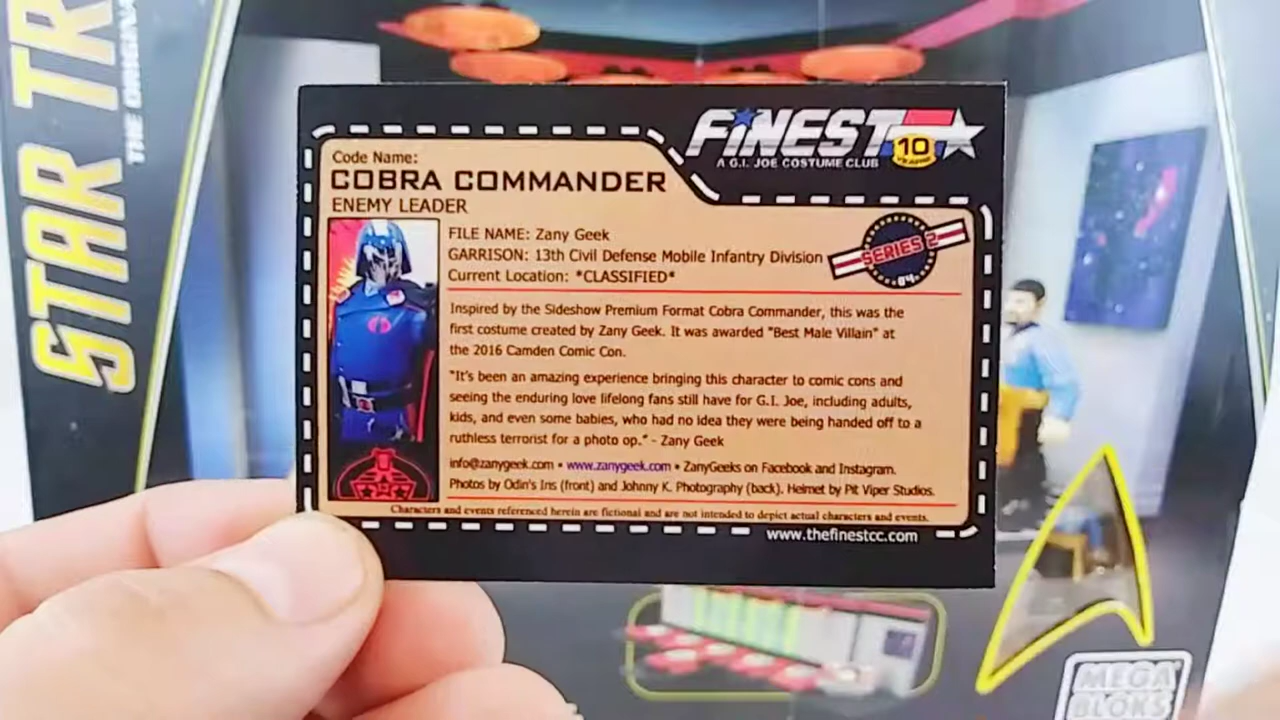 STAR TR
THE ORIGINA
FINEST
10
YEARS
A G.I. JOE COSTUME CLUB
Code Name:
COBRA COMMANDER
ENEMY LEADER
FILE NAME: Zany Geek
GARRISON: 13th Civil Defense Mobile Infantry Division
Current Location: *CLASSIFIED*
SERIES 2
04
Inspired by the Sideshow Premium Format Cobra Commander, this was the
first costume created by Zany Geek. It was awarded "Best Male Villain" at
the 2016 Camden Comic Con.
"It's been an amazing experience bringing this character to comic cons and
seeing the enduring love lifelong fans still have for G.I. Joe, including adults,
kids, and even some babies, who had no idea they were being handed off to a
ruthless terrorist for a photo op." - Zany Geek
info@zanygeek.com • www.zanygeek.com • ZanyGeeks on Facebook and Instagram.
Photos by Odin's Ins (front) and Johnny K. Photography (back). Helmet by Pit Viper Studios.
Characters and events referenced herein are fictional and are not intended to depict actual characters and events.
www.thefinestcc.com
13
MEGA
BLOKS